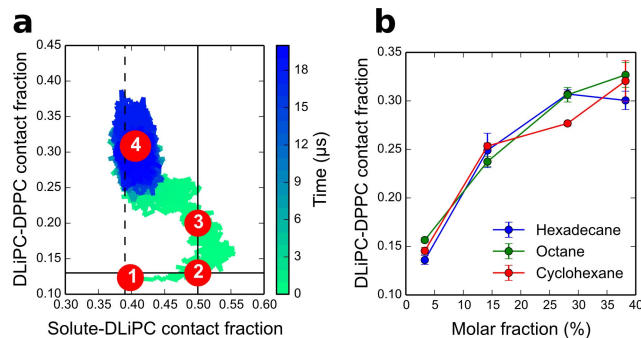 a
DLiPC-DPPC contact fraction
0.45
0.40
0.35
0.30
0.25
0.20
0.15
0.10
0.30 0.35 0.40 0.45 0.50 0.55 0.60
Solute-DLiPC contact fraction
1
2
3
4
18
15
12
9
6
3
0
Time (μs)
b
DLiPC-DPPC contact fraction
0.30
0.25
0.20
0.15
0.10
0 5 10 15 20 25 30 35 40
Molar fraction (%)
Hexadecane
Octane
Cyclohexane